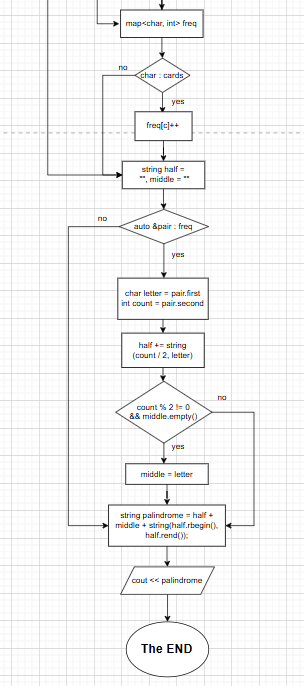 map<char, int> freq
no
char : cards
yes
freq[c]++
string half =
"", middle = ""
no
auto &pair : freq
yes
char letter = pair.first
int count = pair.second
half += string
(count / 2, letter)
no
count % 2 != 0
&& middle.empty()
yes
middle = letter
string palindrome = half +
middle + string(half.rbegin(),
half.rend());
cout << palindrome
The END